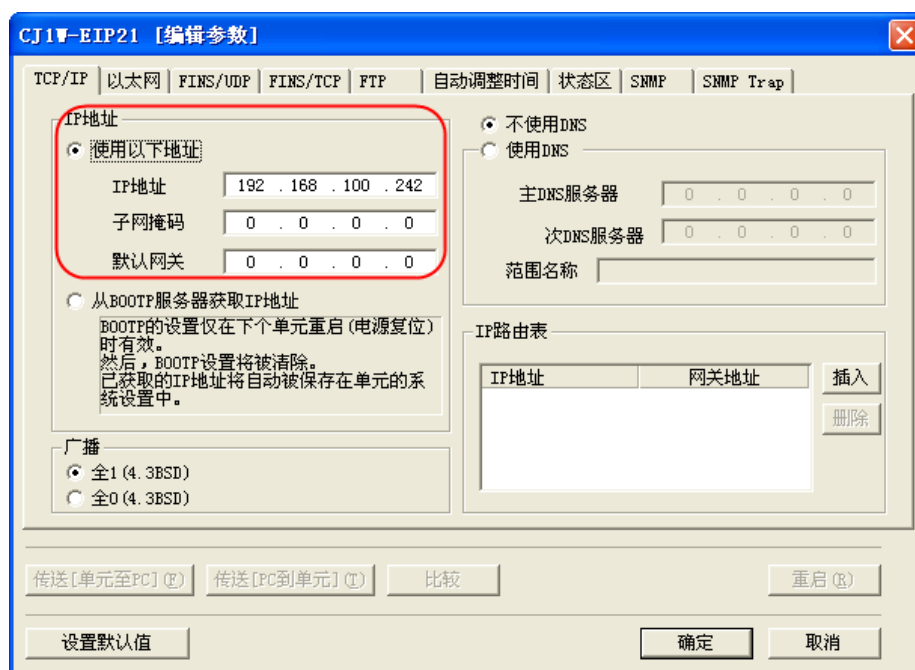 CJ1W-EIP21 [编辑参数]
TCP/IP 以太网 FINS/UDP FINS/TCP FTP 自动调整时间 状态区 SNMP SNMP Trap
IP地址
使用以下地址
IP地址 192 . 168 . 100 . 242
子网掩码 0 . 0 . 0 . 0
默认网关 0 . 0 . 0 . 0
从BOOTP服务器获取IP地址
BOOTP的设置仅在下个单元重启(电源复位)
时有效。
然后,BOOTP设置将被清除。
已获取的IP地址将自动被保存在单元的系
统设置中。
广播
全1(4.3BSD)
全0(4.3BSD)
不使用DNS
使用DNS
主DNS服务器 0 . 0 . 0 . 0
次DNS服务器 0 . 0 . 0 . 0
范围名称
IP路由表
IP地址 网关地址 插入
删除
传送[单元至PC](F) 传送[PC到单元](T) 比较 重启(R)
设置默认值 确定 取消